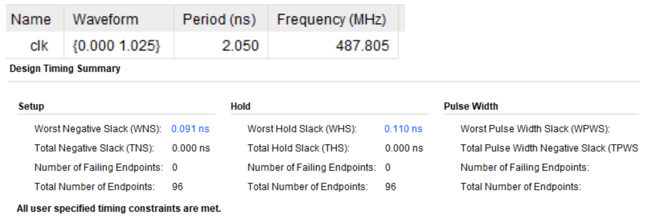 Name Waveform Period (ns) Frequency (MHz)
clk {0.000 1.025} 2.050 487.805
Design Timing Summary
Setup Hold Pulse Width
Worst Negative Slack (WNS): 0.091 ns Worst Hold Slack (WHS): 0.110 ns Worst Pulse Width Slack (WPWS):
Total Negative Slack (TNS): 0.000 ns Total Hold Slack (THS): 0.000 ns Total Pulse Width Negative Slack (TPWS
Number of Failing Endpoints: 0 Number of Failing Endpoints: 0 Number of Failing Endpoints:
Total Number of Endpoints: 96 Total Number of Endpoints: 96 Total Number of Endpoints:
All user specified timing constraints are met.